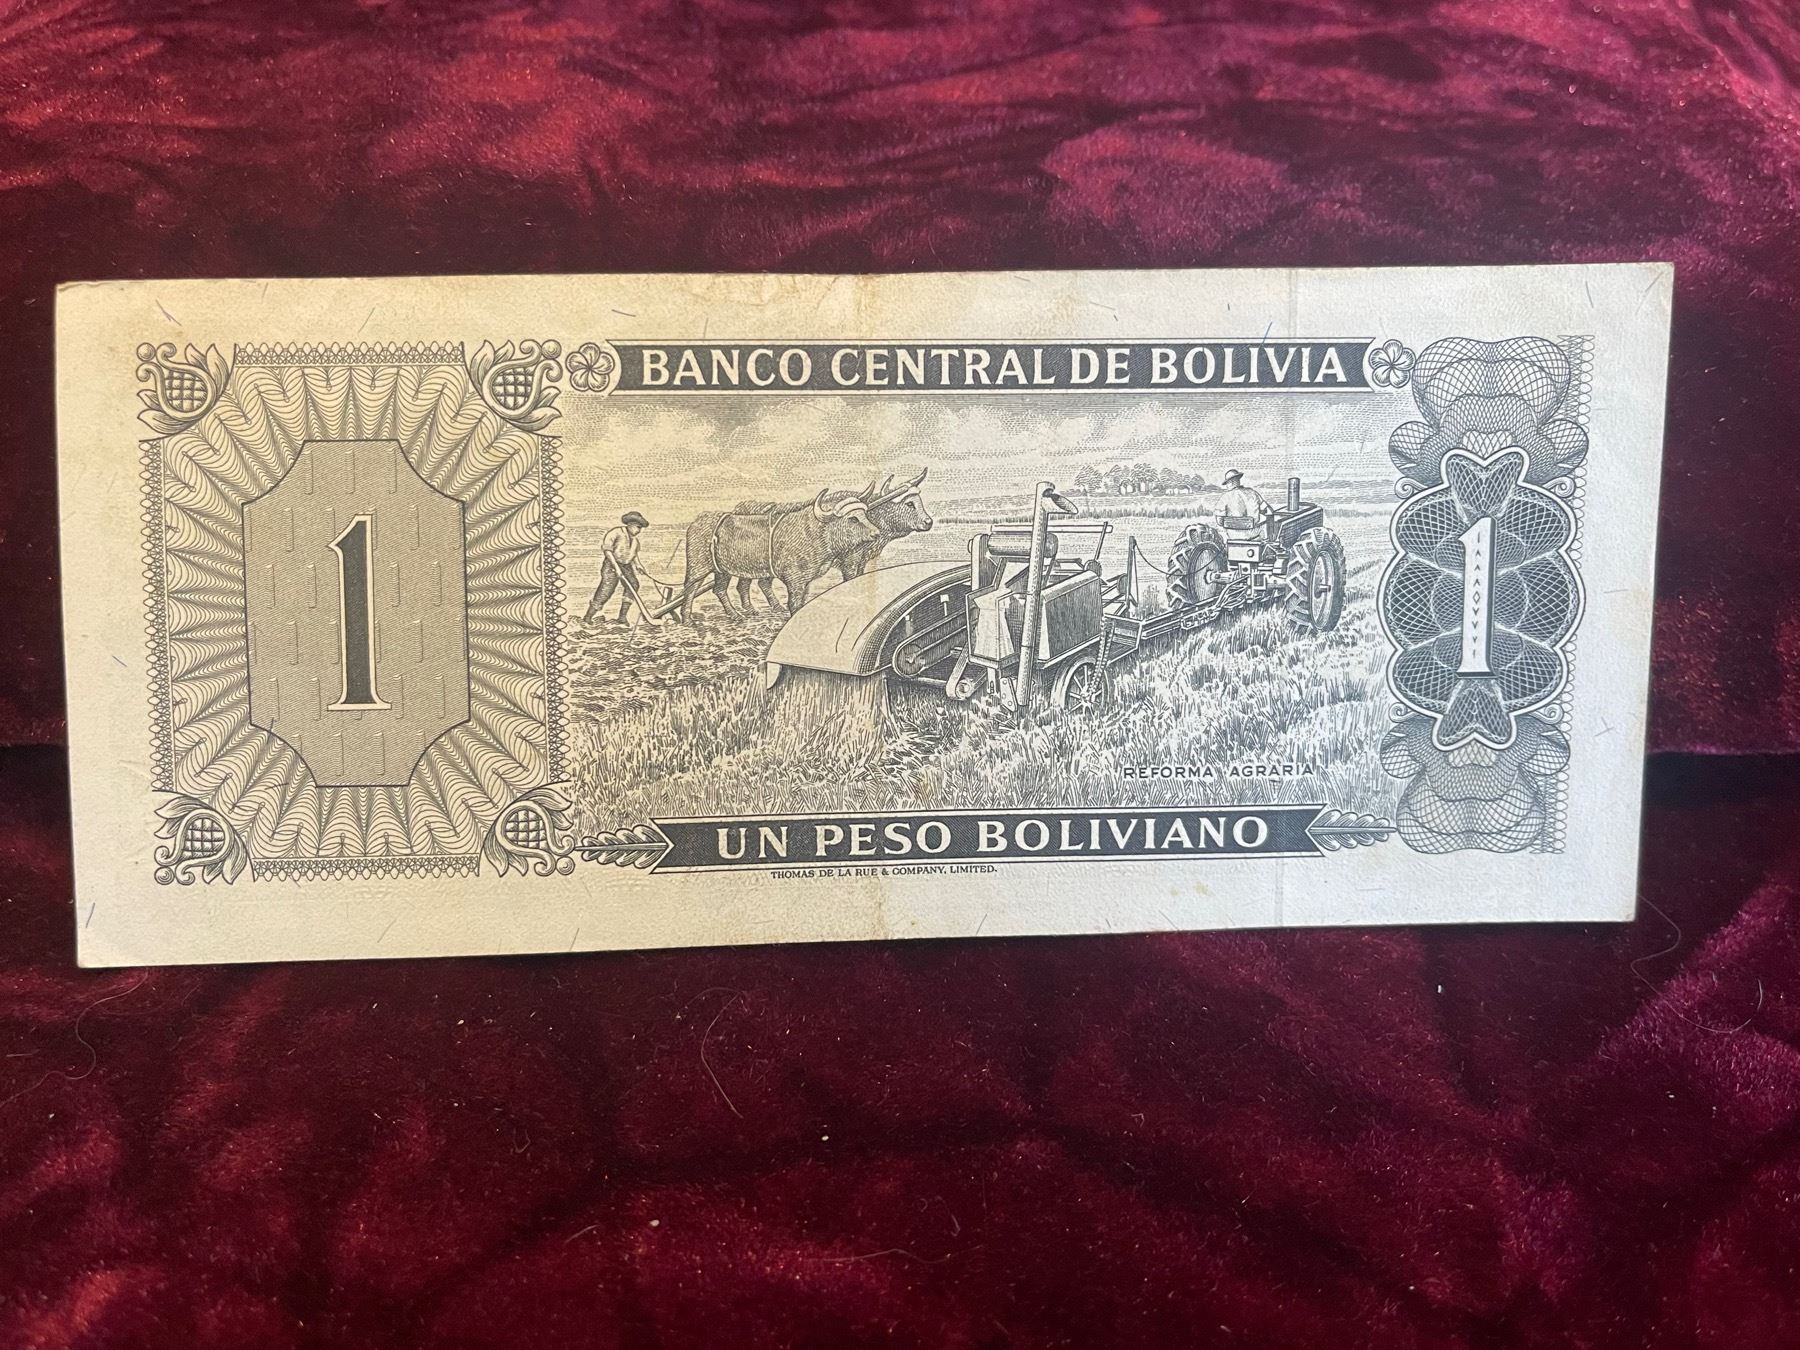 BANCO CENTRAL DE BOLIVIA
1
1
REFORMA AGRARIA
UN PESO BOLIVIANO
THOMAS DE LA RUE & COMPANY, LIMITED.